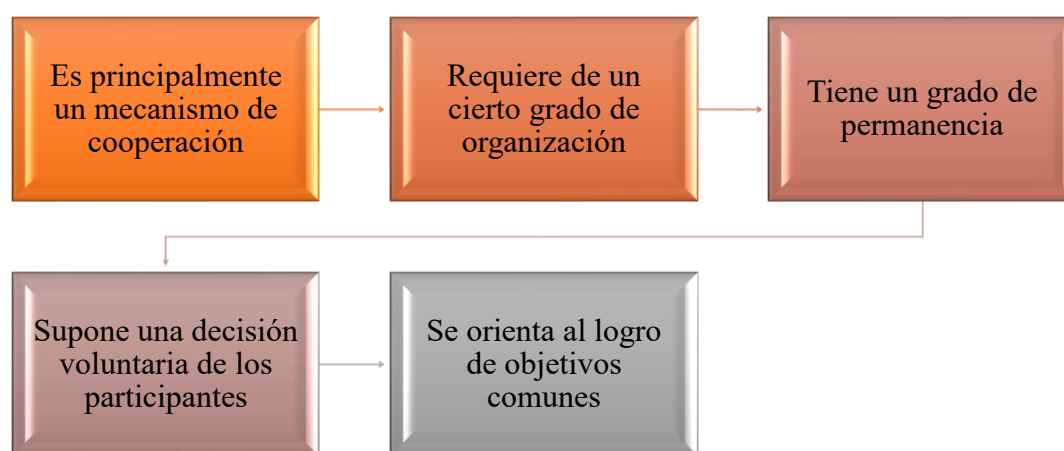 Es principalmente
un mecanismo de
cooperación
Requiere de un
cierto grado de
organización
Tiene un grado de
permanencia
Supone una decisión
voluntaria de los
participantes
Se orienta al logro
de objetivos
comunes